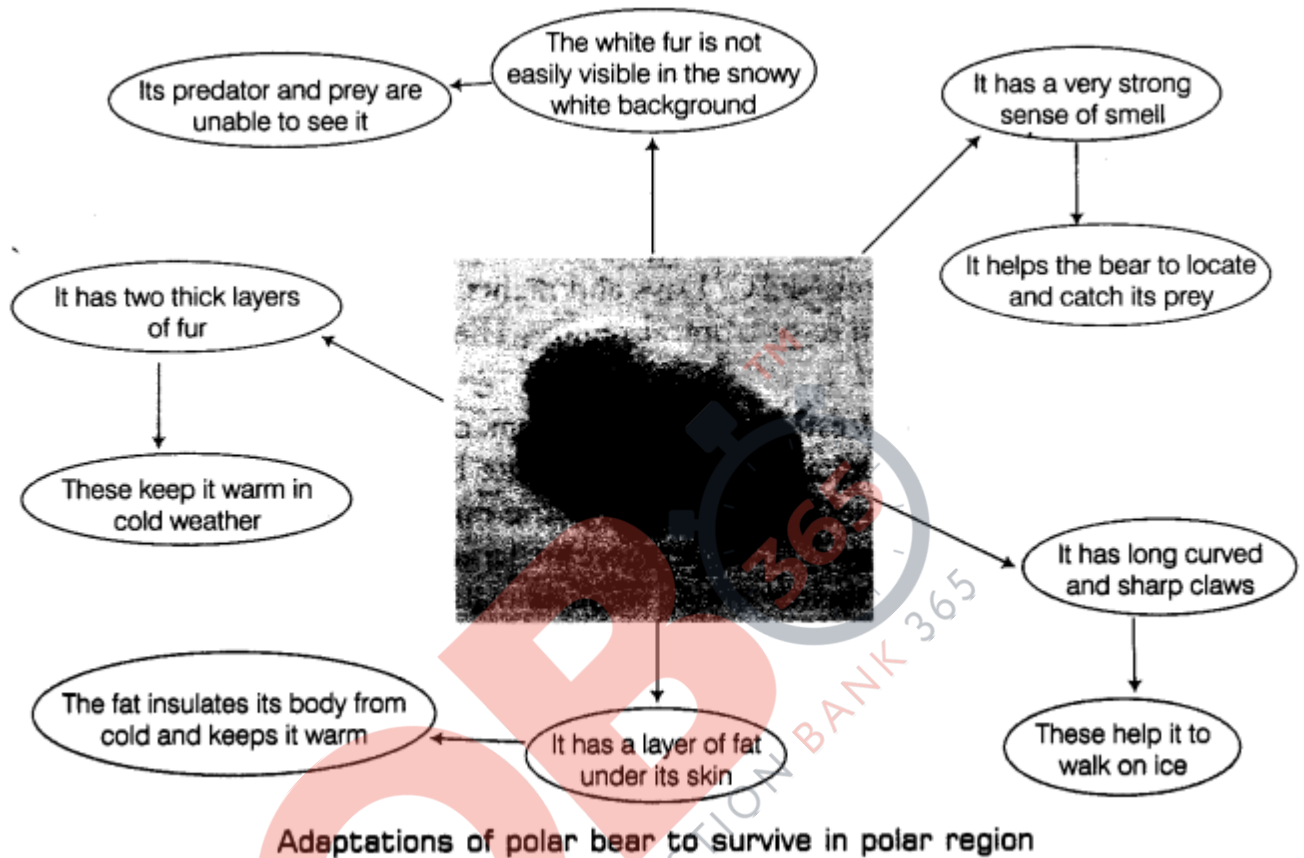 The white fur is not
easily visible in the snowy
white background
Its predator and prey are
unable to see it
It has a very strong
sense of smell
It helps the bear to locate
and catch its prey
It has two thick layers
of fur
These keep it warm in
cold weather
It has long curved
and sharp claws
These help it to
walk on ice
It has a layer of fat
under its skin
The fat insulates its body from
cold and keeps it warm
Adaptations of polar bear to survive in polar region
TM
365
BANK 365